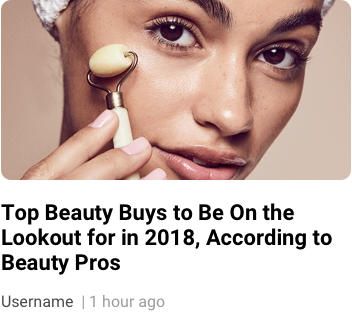 Top Beauty Buys to Be On the
Lookout for in 2018, According to
Beauty Pros
Username | 1 hour ago